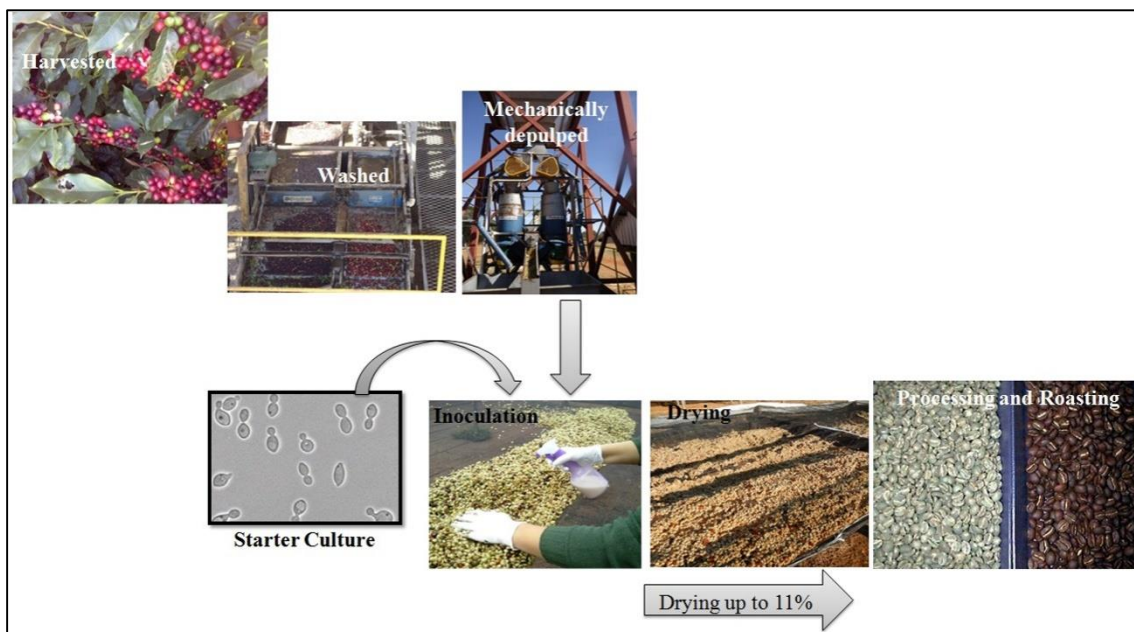 Harvested
Washed
Mechanically
depulped
Starter Culture
Inoculation
Drying
Processing and Roasting
Drying up to 11%